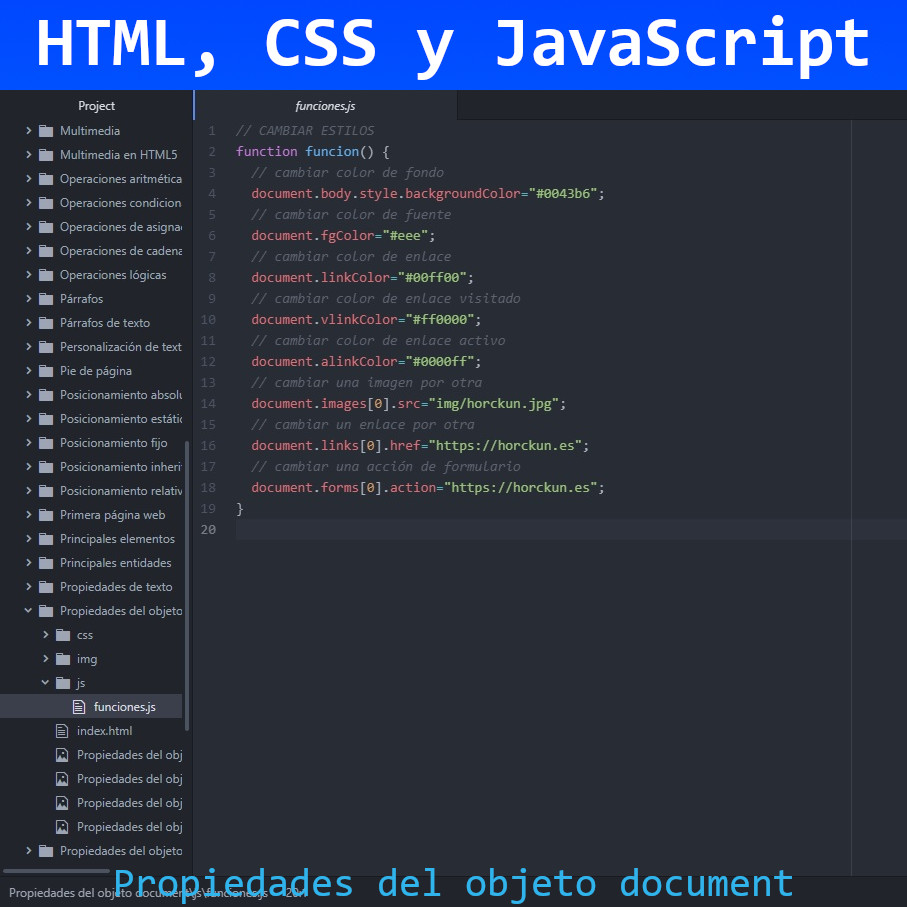 HTML, CSS y JavaScript
Project
Multimedia
Multimedia en HTML5
Operaciones aritmética
Operaciones condicion
Operaciones de asigna
Operaciones de cadena
Operaciones lógicas
Párrafos
Párrafos de texto
Personalización de text
Pie de página
Posicionamiento absolu
Posicionamiento estátic
Posicionamiento fijo
Posicionamiento inheri
Posicionamiento relativ
Primera página web
Principales elementos
Principales entidades
Propiedades de texto
Propiedades del objeto
css
img
js
funciones.js
index.html
Propiedades del obj
Propiedades del obj
Propiedades del obj
Propiedades del obj
Propiedades del objeto
funciones.js
1 // CAMBIAR ESTILOS
2 function funcion() {
3 // cambiar color de fondo
4 document.body.style.backgroundColor="#0043b6";
5 // cambiar color de fuente
6 document.fgColor="#eee";
7 // cambiar color de enlace
8 document.linkColor="#00ff00";
9 // cambiar color de enlace visitado
10 document.vlinkColor="#ff0000";
11 // cambiar color de enlace activo
12 document.alinkColor="#0000ff";
13 // cambiar una imagen por otra
14 document.images[0].src="img/horckun.jpg";
15 // cambiar un enlace por otra
16 document.links[0].href="https://horckun.es";
17 // cambiar una acción de formulario
18 document.forms[0].action="https://horckun.es";
19 }
20
Propiedades del objeto document\js\funciones.js
Propiedades del objeto document